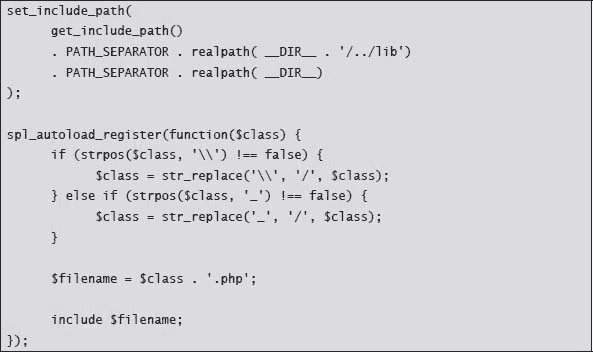 set_include_path(
get_include_path()
. PATH_SEPARATOR . realpath( __DIR__ . '/../lib')
. PATH_SEPARATOR . realpath( __DIR__)
);
spl_autoload_register(function($class) {
if (strpos($class, '\\') !== false) {
$class = str_replace('\\', '/', $class);
} else if (strpos($class, '_') !== false) {
$class = str_replace('_', '/', $class);
}
$filename = $class . '.php';
include $filename;
});